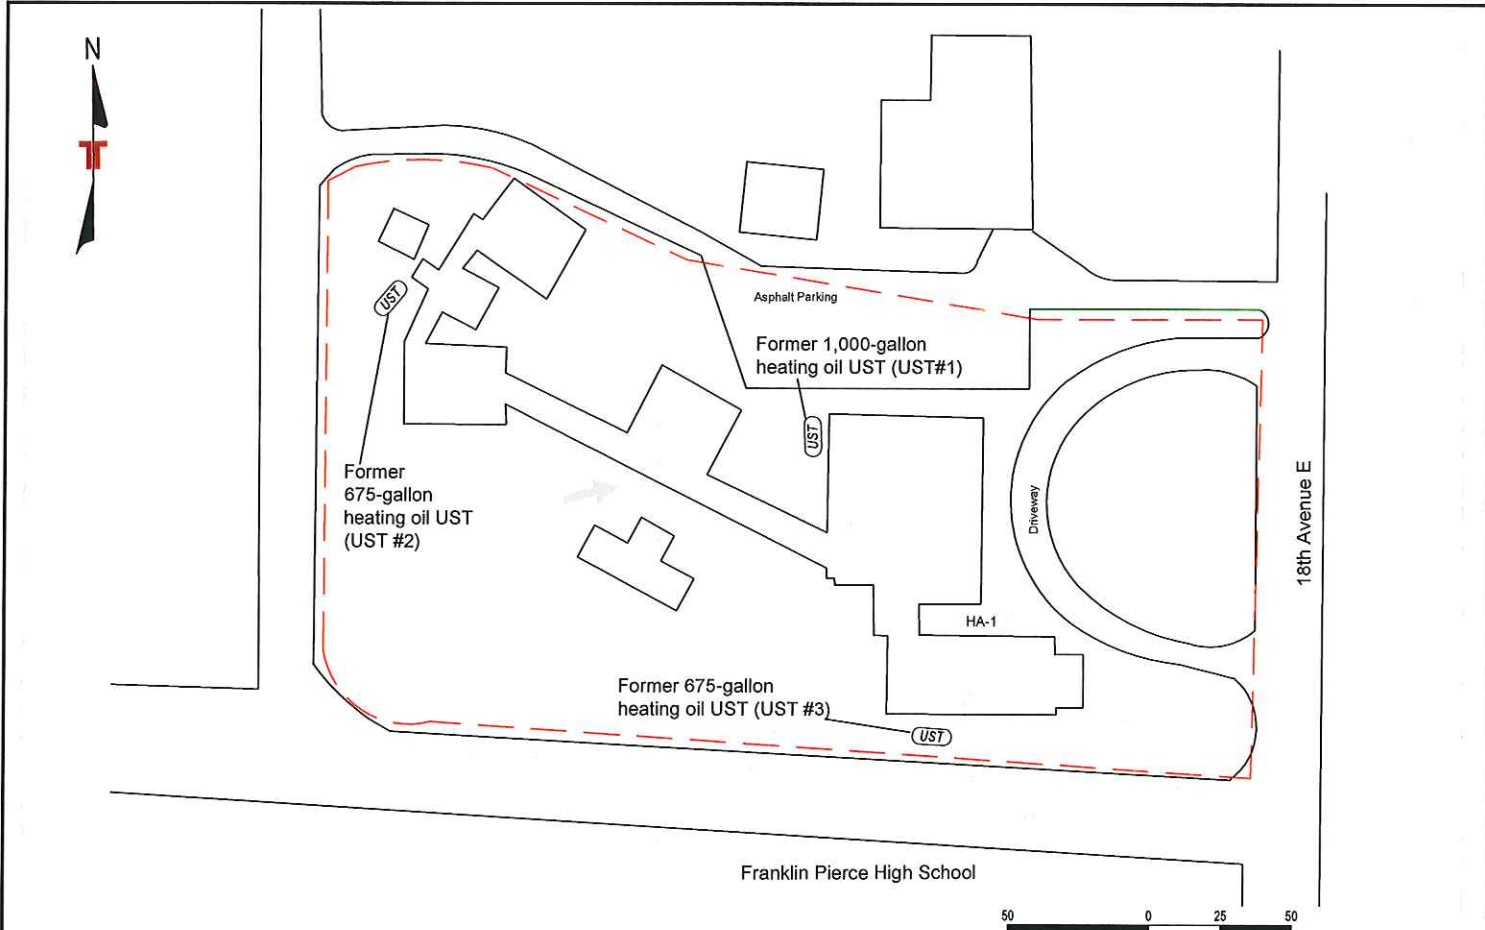 N
Asphalt Parking
Former 1,000-gallon
heating oil UST (UST#1)
UST
UST
Former
675-gallon
heating oil UST
(UST #2)
Driveway
18th Avenue E
HA-1
Former 675-gallon
heating oil UST (UST #3)
UST
Franklin Pierce High School
50 0 25 50